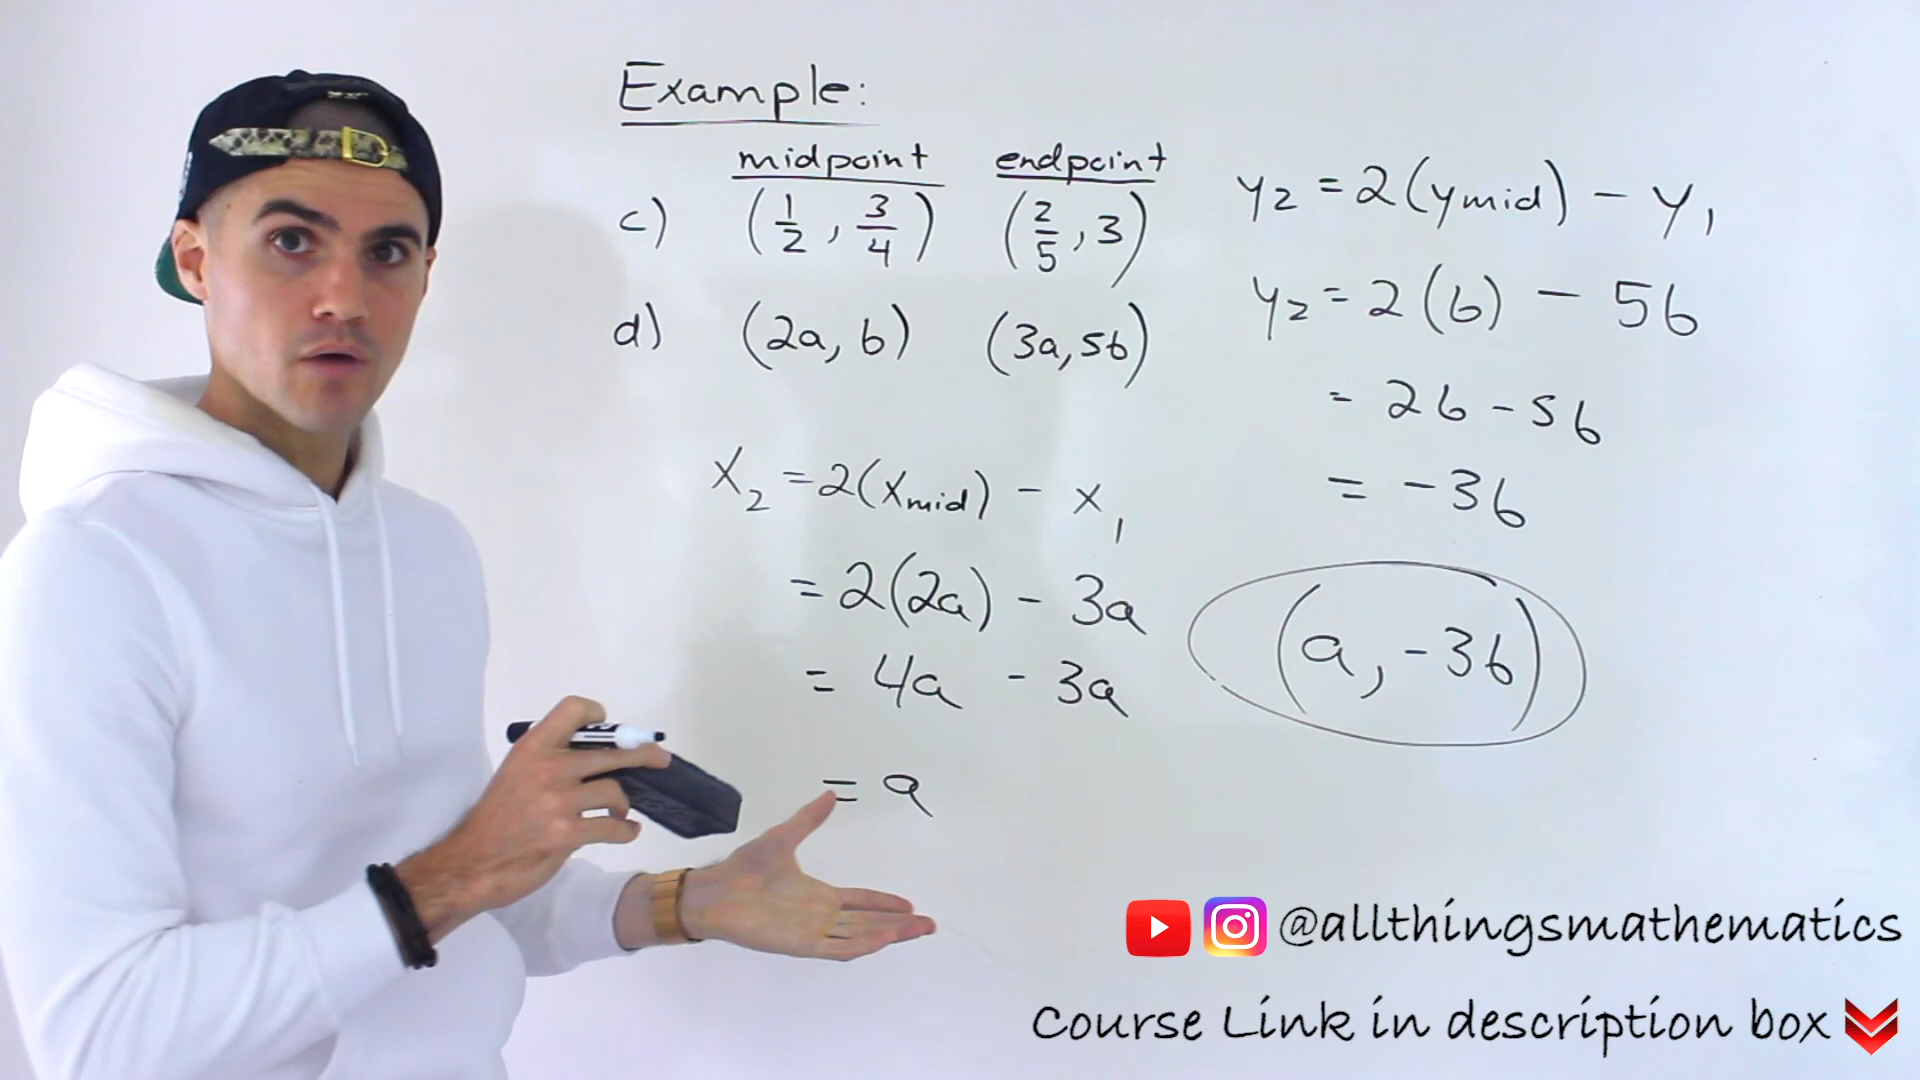 Example:
midpoint endpoint
c) (1/2, 3/4) (2/5, 3)
d) (2a, b) (3a, 5b)
x₂ = 2(xmid) - x₁
= 2(2a) - 3a
= 4a - 3a
= a
y₂ = 2(ymid) - y₁
y₂ = 2(b) - 5b
= 2b - 5b
= -3b
(a, -3b)
@allthingsmathematics
Course Link in description box